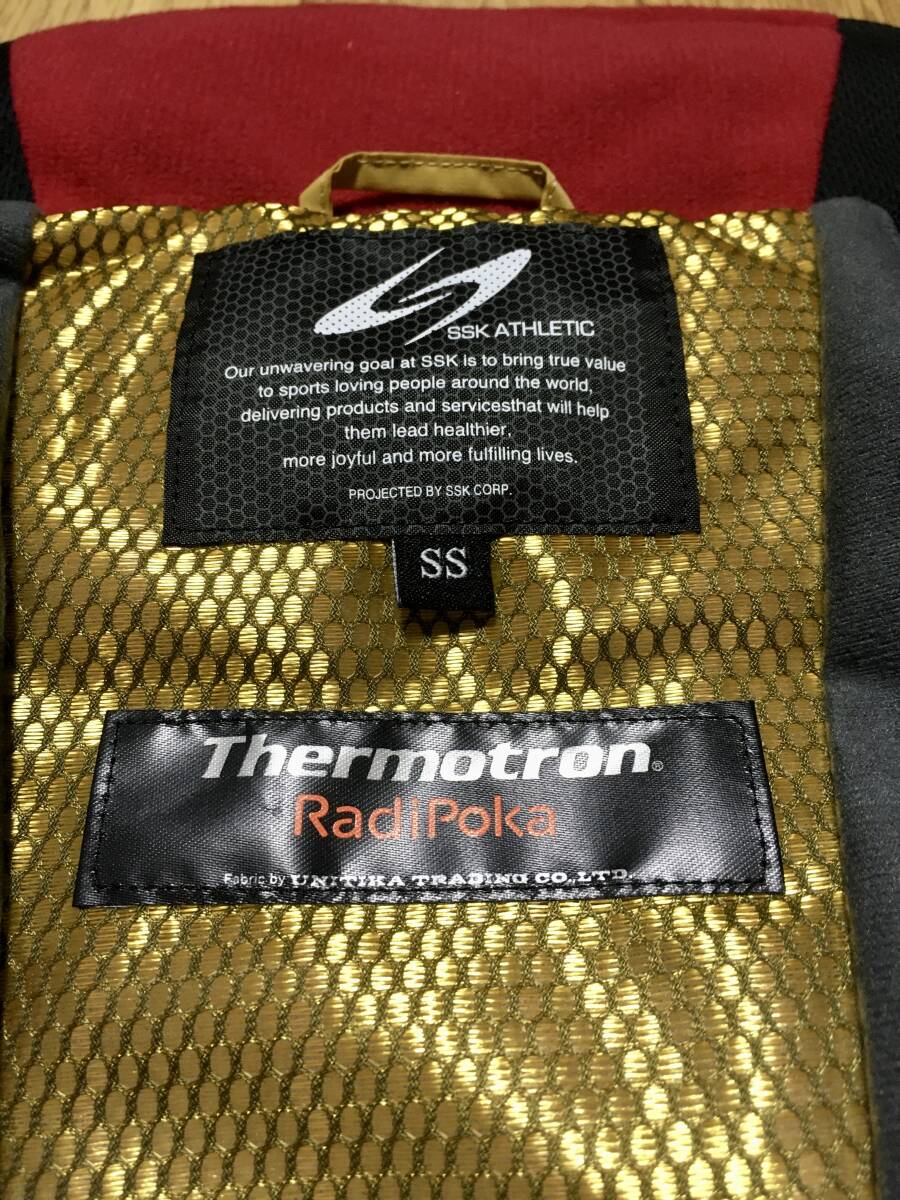 SSK ATHLETIC
Our unwavering goal at SSK is to bring true value
to sports loving people around the world,
delivering products and servicesthat will help
them lead healthier,
more joyful and more fulfilling lives.
PROJECTED BY SSK CORP.
SS
Thermotron®
RadiPoka
Fabric by UNITIKA TRADING CO.,LTD.